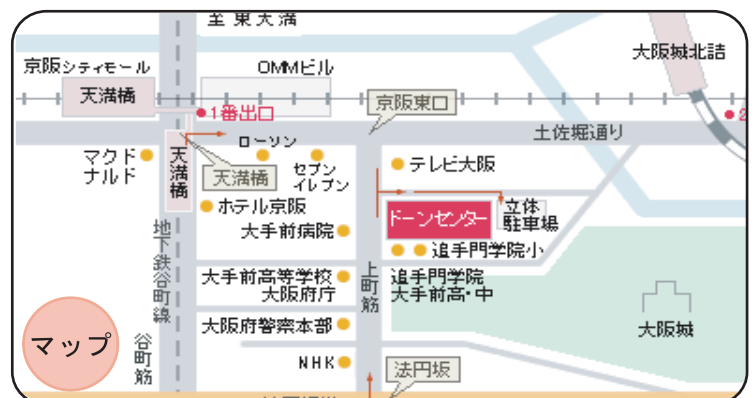 至 東 天 満
京阪シティモール
OMMビル
大阪城北詰
天満橋
1番出口
京阪東口
2
土佐堀通り
ローソン
マクド
ナルド
天満橋
天満橋
セブン
イレブン
テレビ大阪
ホテル京阪
ドーンセンター
立体
駐車場
大手前病院
追手門学院小
地下鉄谷町線
大手前高等学校
大阪府庁
上町筋
追手門学院
大手前高・中
大阪府警察本部
大阪城
マップ
谷町筋
NHK
法円坂